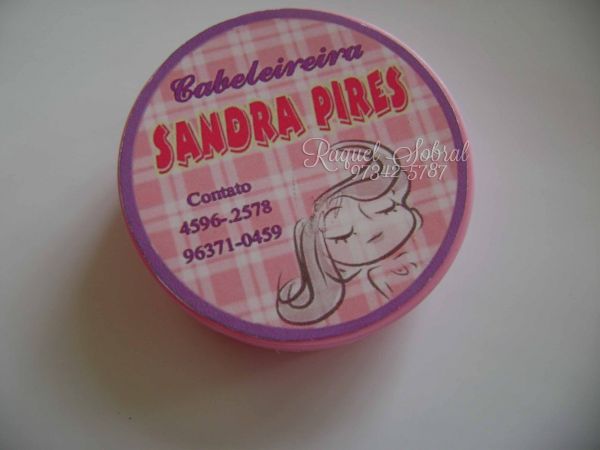 Cabeleireira
SANDRA PIRES
Raquel Sobral
97342-5787
Contato
4596-.2578
96371-0459